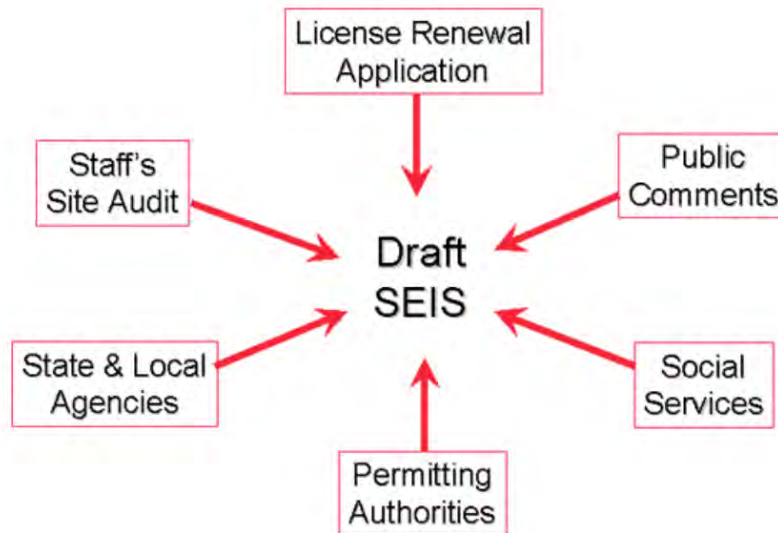 License Renewal
Application
Staff's
Site Audit
Public
Comments
Draft
SEIS
State & Local
Agencies
Social
Services
Permitting
Authorities